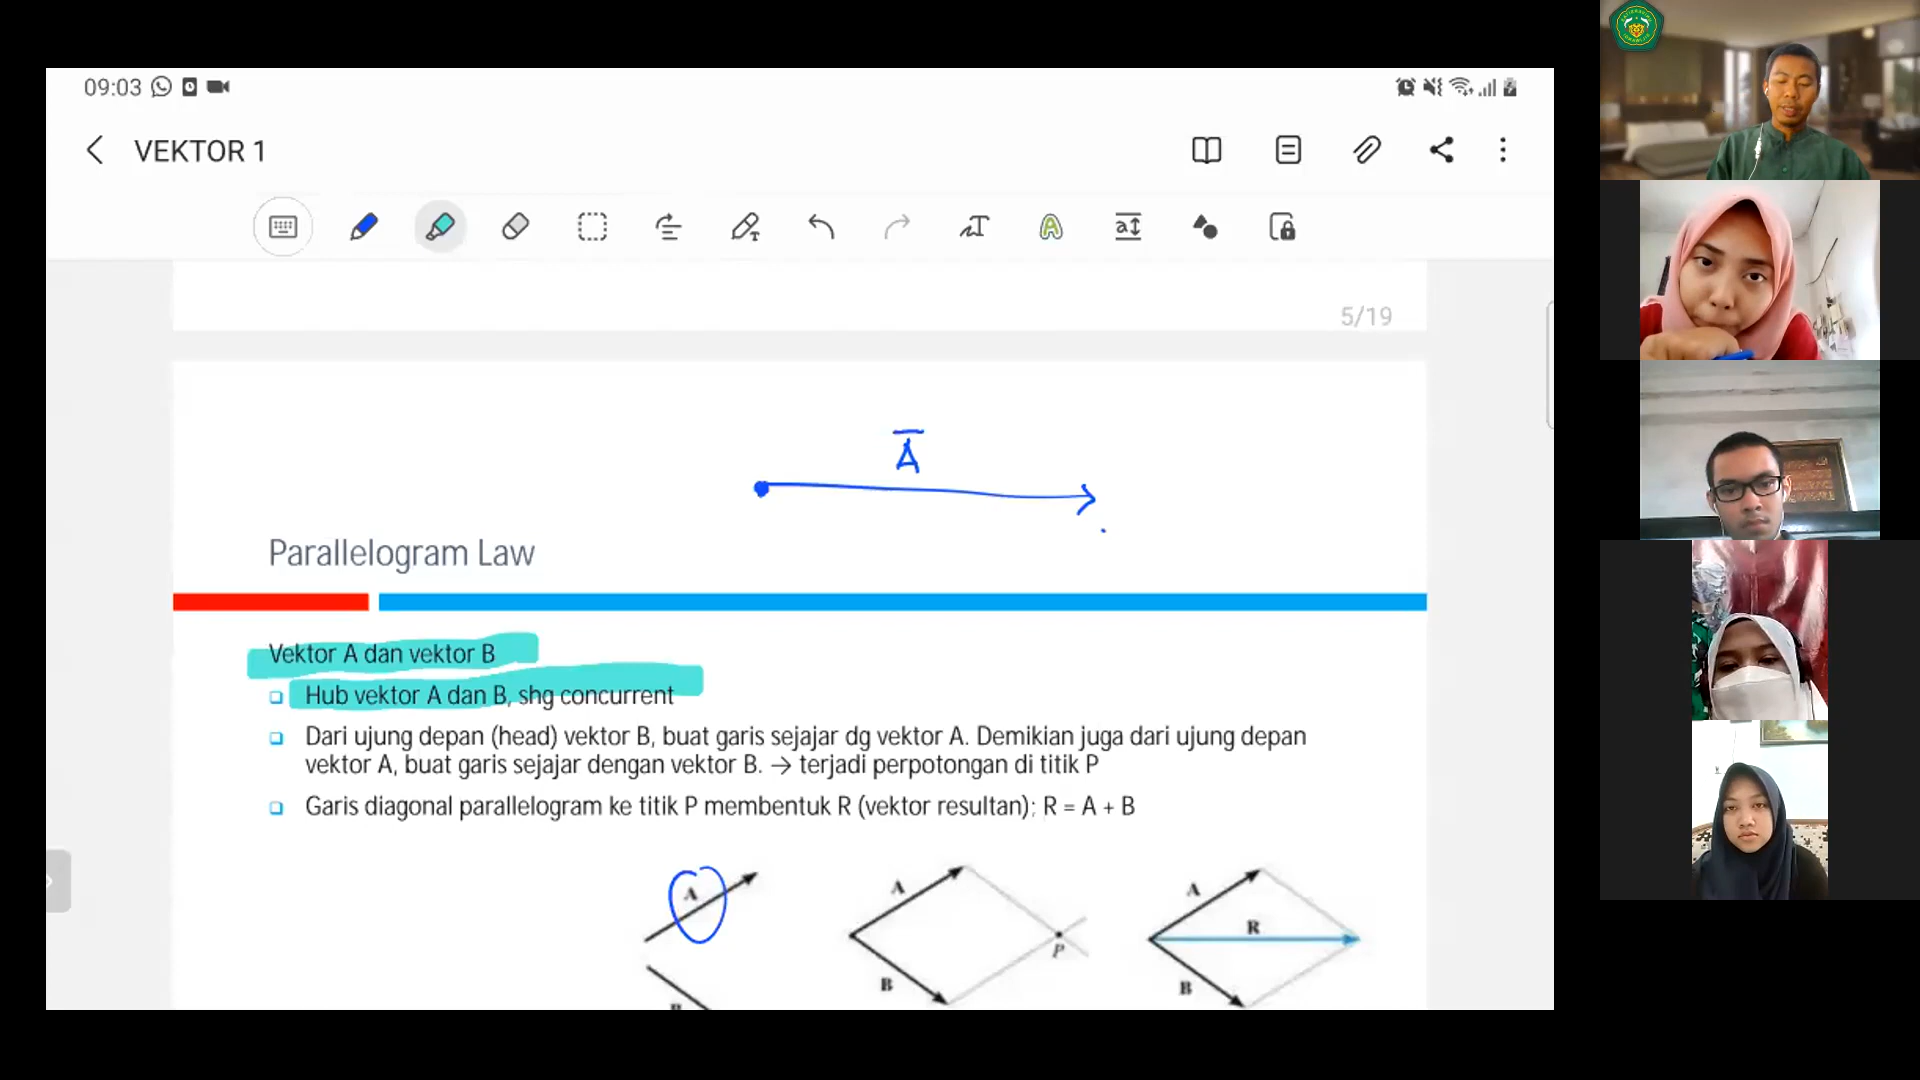 09:03
VEKTOR 1
5/19
A
Parallelogram Law
Vektor A dan vektor B
Hub vektor A dan B, shg concurrent
Dari ujung depan (head) vektor B, buat garis sejajar dg vektor A. Demikian juga dari ujung depan
vektor A, buat garis sejajar dengan vektor B. → terjadi perpotongan di titik P
Garis diagonal parallelogram ke titik P membentuk R (vektor resultan); R = A + B
A
A
P
B
A
R
B